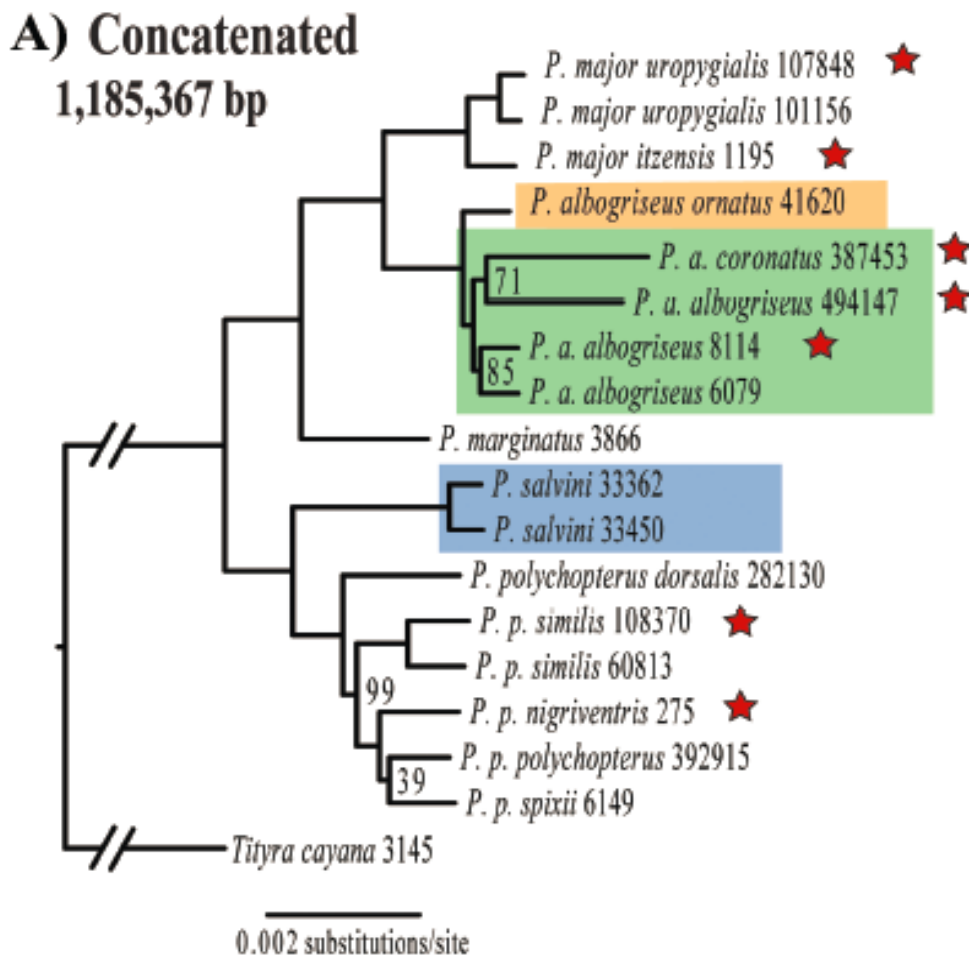 A) Concatenated
1,185,367 bp
P. major uropygialis 107848
P. major uropygialis 101156
P. major itzensis 1195
P. albogriseus ornatus 41620
P. a. coronatus 387453
71
P. a. albogriseus 494147
P. a. albogriseus 8114
85
P. a. albogriseus 6079
P. marginatus 3866
P. salvini 33362
P. salvini 33450
P. polychopterus dorsalis 282130
P. p. similis 108370
P. p. similis 60813
99
P. p. nigriventris 275
P. p. polychopterus 392915
39
P. p. spixii 6149
Tityra cayana 3145
0.002 substitutions/site